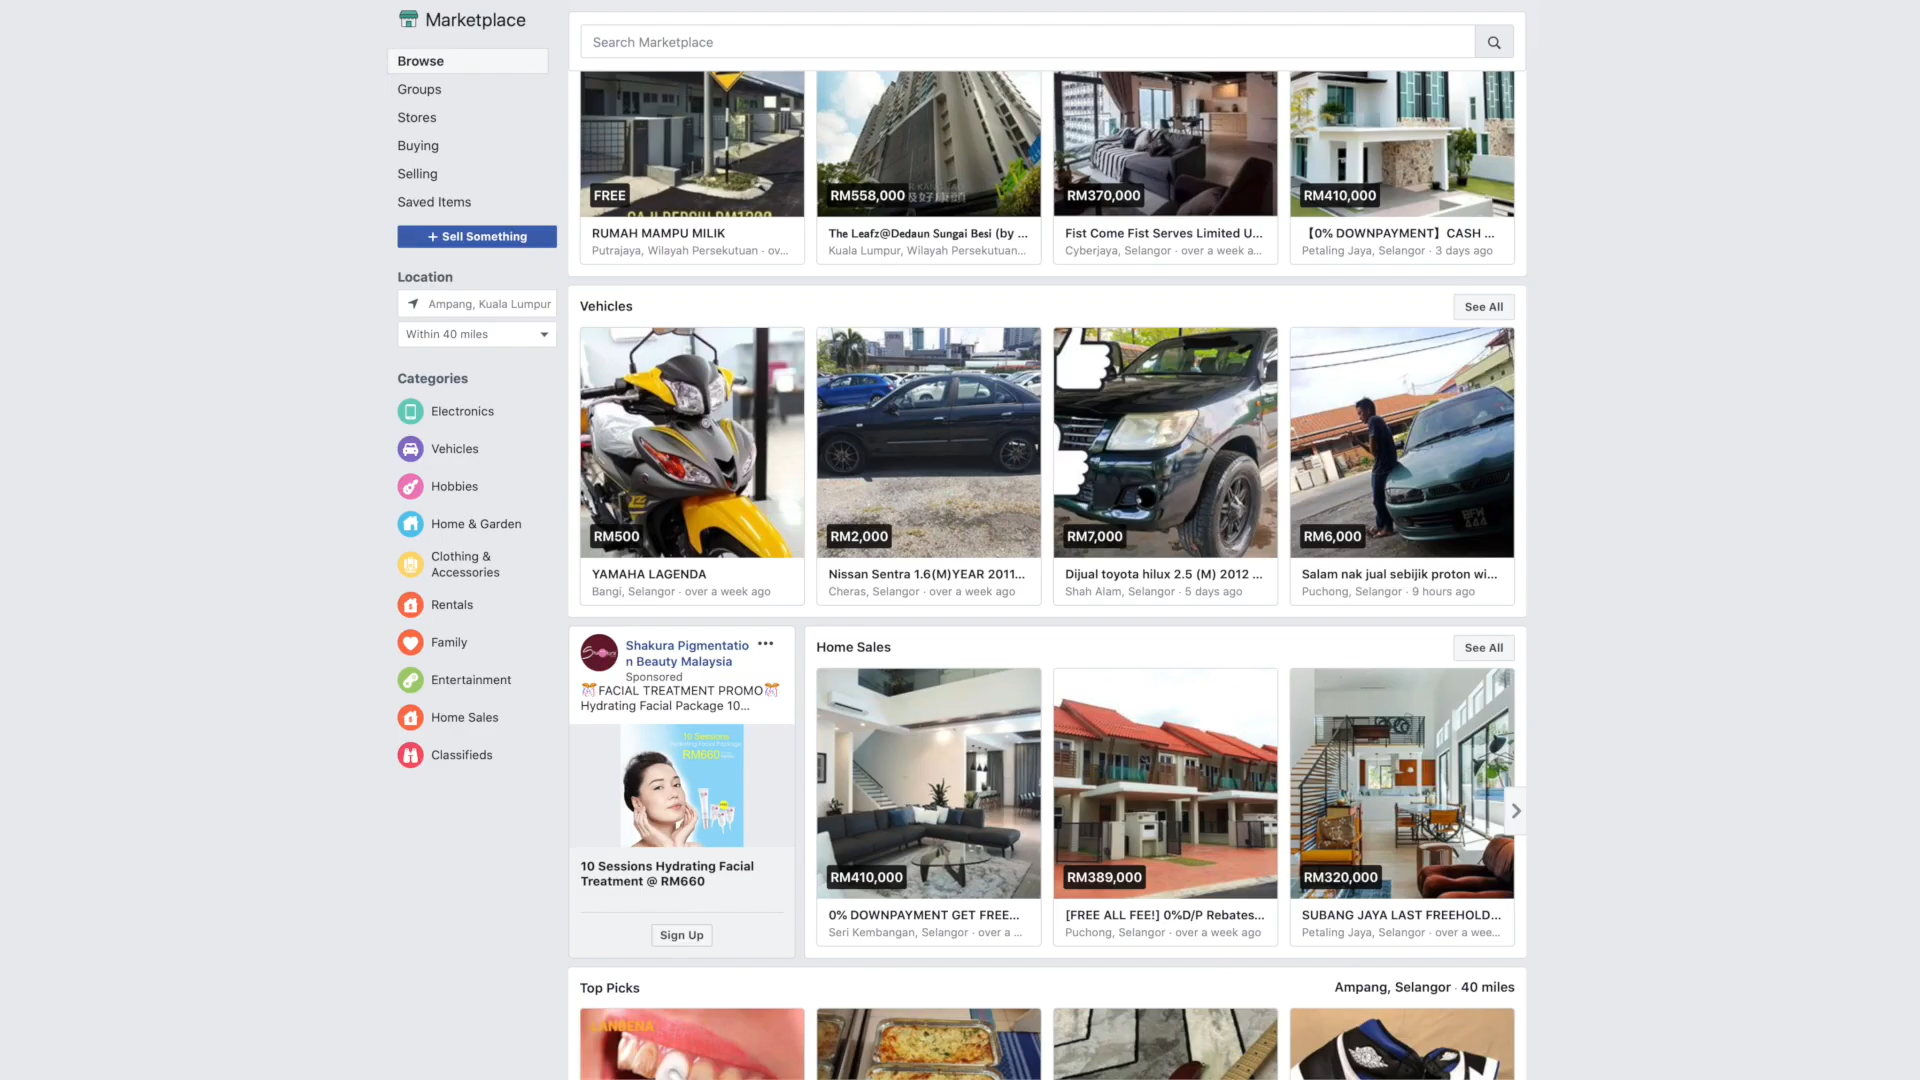 Marketplace
Search Marketplace
Browse
Groups
Stores
Buying
Selling
Saved Items
+ Sell Something
Location
Ampang, Kuala Lumpur
Within 40 miles
Categories
Electronics
Vehicles
Hobbies
Home & Garden
Clothing &
Accessories
Rentals
Family
Entertainment
Home Sales
Classifieds
FREE
RUMAH MAMPU MILIK
Putrajaya, Wilayah Persekutuan · ov...
RM558,000
The Leafz@Dedaun Sungai Besi (by ...
Kuala Lumpur, Wilayah Persekutuan...
RM370,000
Fist Come Fist Serves Limited U...
Cyberjaya, Selangor · over a week a...
RM410,000
【0% DOWNPAYMENT】CASH ...
Petaling Jaya, Selangor · 3 days ago
Vehicles
See All
RM500
YAMAHA LAGENDA
Bangi, Selangor · over a week ago
RM2,000
Nissan Sentra 1.6(M)YEAR 2011...
Cheras, Selangor · over a week ago
RM7,000
Dijual toyota hilux 2.5 (M) 2012 ...
Shah Alam, Selangor · 5 days ago
BFW
444
RM6,000
Salam nak jual sebijik proton wi...
Puchong, Selangor · 9 hours ago
Shakura Pigmentatio
n Beauty Malaysia
Sponsored
FACIAL TREATMENT PROMO
Hydrating Facial Package 10...
10 Sessions
Hydrating Facial Package
RM660
10 Sessions Hydrating Facial
Treatment @ RM660
Sign Up
Home Sales
See All
RM410,000
0% DOWNPAYMENT GET FREE...
Seri Kembangan, Selangor · over a ...
RM389,000
[FREE ALL FEE!] 0%D/P Rebates...
Puchong, Selangor · over a week ago
RM320,000
SUBANG JAYA LAST FREEHOLD...
Petaling Jaya, Selangor · over a wee...
Top Picks
Ampang, Selangor · 40 miles
LANBENA